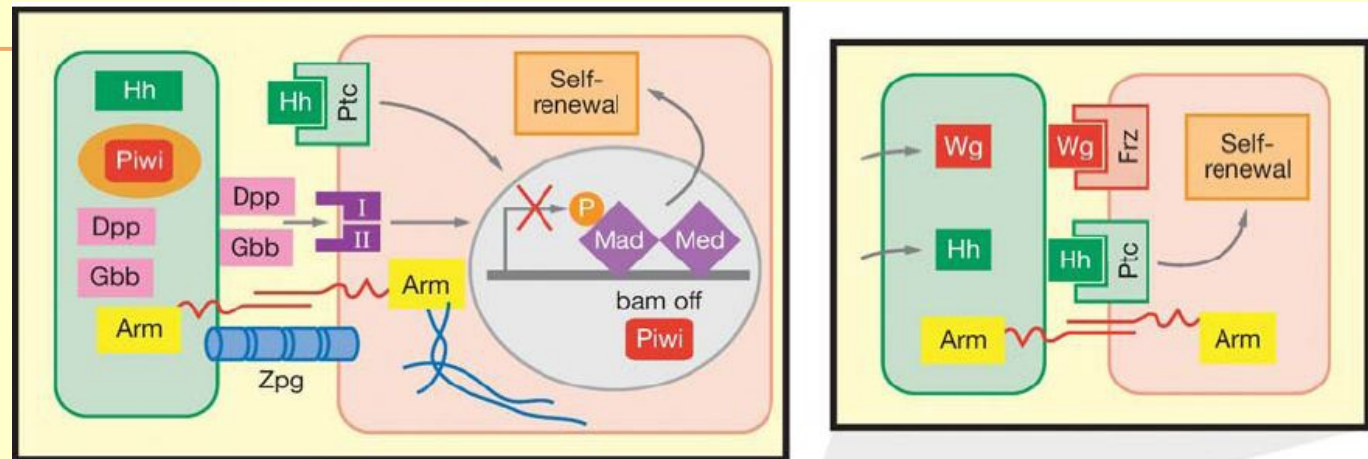 Hh
Piwi
Dpp
Gbb
Arm
Dpp
Gbb
Zpg
Hh
Ptc
I
II
Arm
Self-
renewal
P
Mad
Med
bam off
Piwi
Wg
Hh
Arm
Wg
Frz
Hh
Ptc
Self-
renewal
Arm